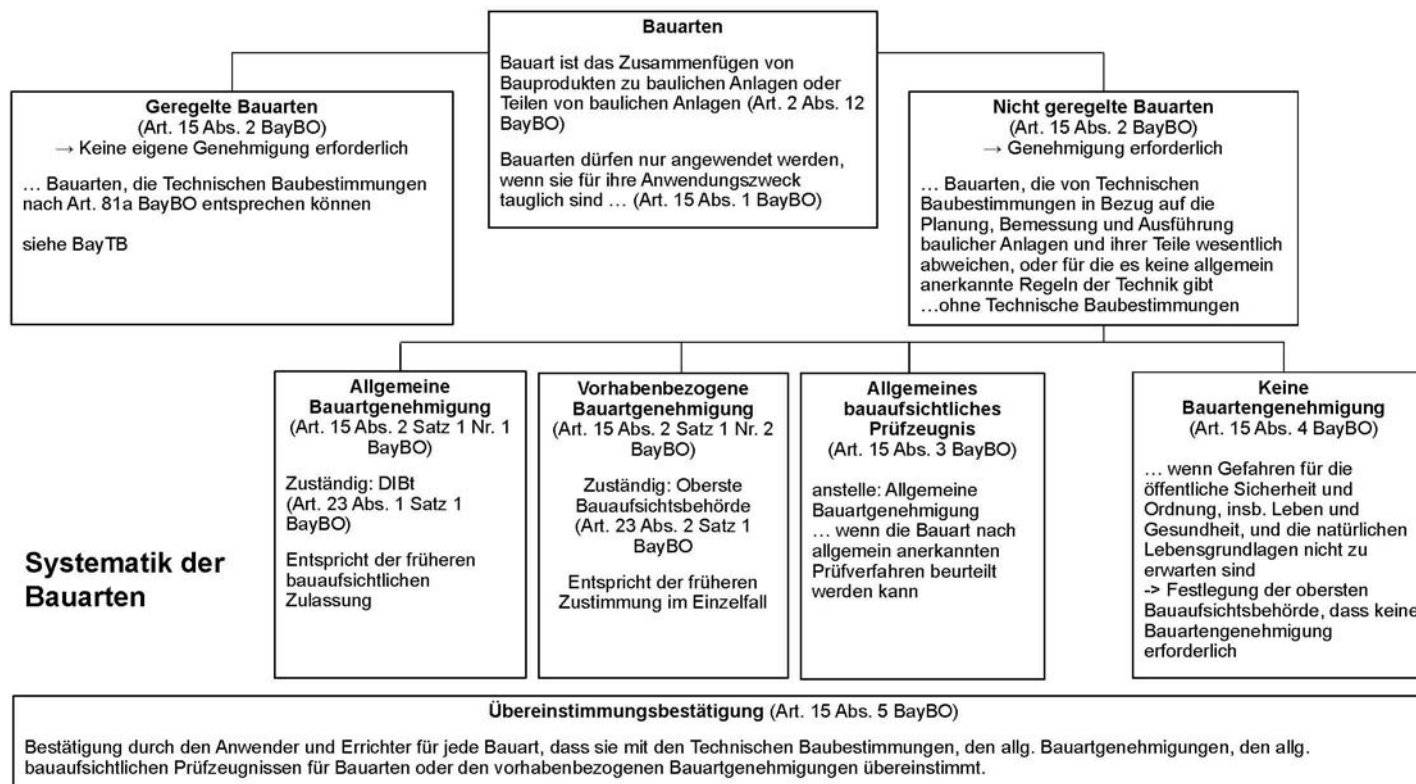 Bauarten
Bauart ist das Zusammenfügen von
Bauprodukten zu baulichen Anlagen oder
Teilen von baulichen Anlagen (Art. 2 Abs. 12
BayBO)
Bauarten dürfen nur angewendet werden,
wenn sie für ihre Anwendungszweck
tauglich sind … (Art. 15 Abs. 1 BayBO)
Geregelte Bauarten
(Art. 15 Abs. 2 BayBO)
→ Keine eigene Genehmigung erforderlich
… Bauarten, die Technischen Baubestimmungen
nach Art. 81a BayBO entsprechen können
siehe BayTB
Nicht geregelte Bauarten
(Art. 15 Abs. 2 BayBO)
→ Genehmigung erforderlich
… Bauarten, die von Technischen
Baubestimmungen in Bezug auf die
Planung, Bemessung und Ausführung
baulicher Anlagen und ihrer Teile wesentlich
abweichen, oder für die es keine allgemein
anerkannte Regeln der Technik gibt
…ohne Technische Baubestimmungen
Allgemeine
Bauartgenehmigung
(Art. 15 Abs. 2 Satz 1 Nr. 1
BayBO)
Zuständig: DIBt
(Art. 23 Abs. 1 Satz 1
BayBO)
Entspricht der früheren
bauaufsichtlichen
Zulassung
Vorhabenbezogene
Bauartgenehmigung
(Art. 15 Abs. 2 Satz 1 Nr. 2
BayBO)
Zuständig: Oberste
Bauaufsichtsbehörde
(Art. 23 Abs. 2 Satz 1
BayBO
Entspricht der früheren
Zustimmung im Einzelfall
Allgemeines
bauaufsichtliches
Prüfzeugnis
(Art. 15 Abs. 3 BayBO)
anstelle: Allgemeine
Bauartgenehmigung
… wenn die Bauart nach
allgemein anerkannten
Prüfverfahren beurteilt
werden kann
Keine
Bauartengenehmigung
(Art. 15 Abs. 4 BayBO)
… wenn Gefahren für die
öffentliche Sicherheit und
Ordnung, insb. Leben und
Gesundheit, und die natürlichen
Lebensgrundlagen nicht zu
erwarten sind
-> Festlegung der obersten
Bauaufsichtsbehörde, dass keine
Bauartengenehmigung
erforderlich
Systematik der
Bauarten
Übereinstimmungsbestätigung (Art. 15 Abs. 5 BayBO)
Bestätigung durch den Anwender und Errichter für jede Bauart, dass sie mit den Technischen Baubestimmungen, den allg. Bauartgenehmigungen, den allg.
bauaufsichtlichen Prüfzeugnissen für Bauarten oder den vorhabenbezogenen Bauartgenehmigungen übereinstimmt.